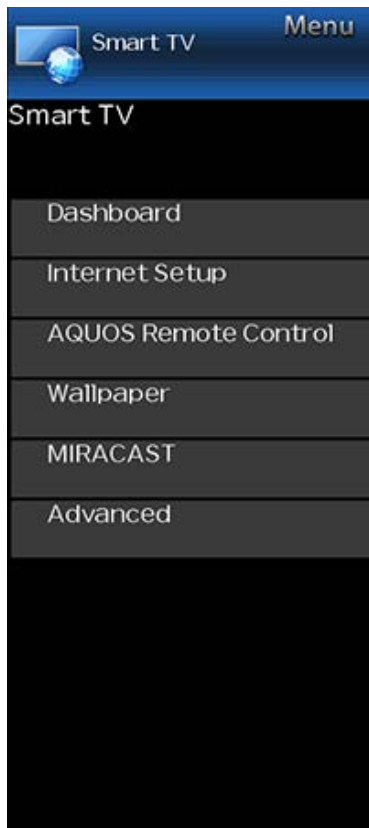 Smart TV
Menu
Smart TV
Dashboard
Internet Setup
AQUOS Remote Control
Wallpaper
MIRACAST
Advanced